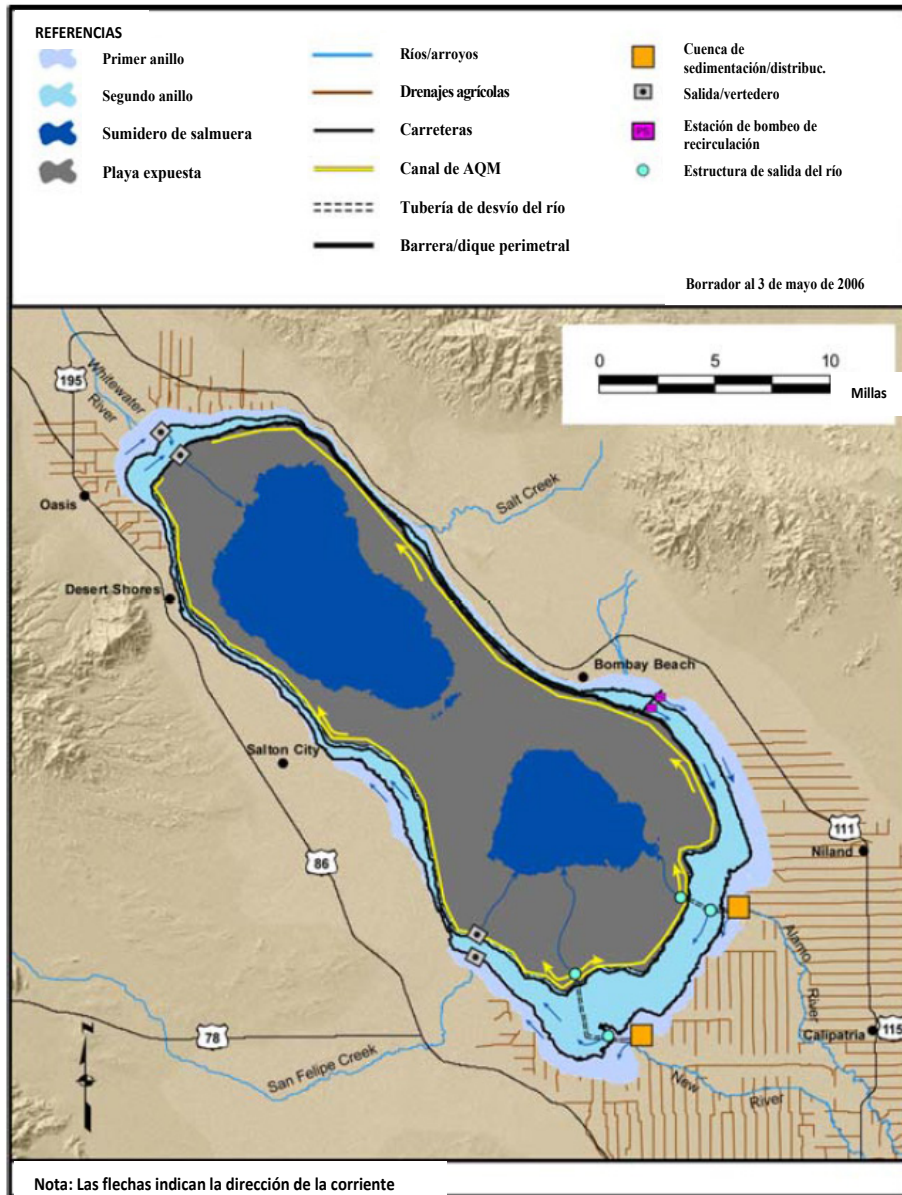 REFERENCIAS
Primer anillo
Segundo anillo
Sumidero de salmuera
Playa expuesta
Ríos/arroyos
Drenajes agrícolas
Carreteras
Canal de AQM
Tubería de desvío del río
Barrera/dique perimetral
Cuenca de
sedimentación/distribuc.
Salida/vertedero
PS
Estación de bombeo de
recirculación
Estructura de salida del río
Borrador al 3 de mayo de 2006
0 5 10
Millas
195
Whitewater
River
Oasis
Salt Creek
Desert Shores
Bombay Beach
Salton City
86
111
Niland
Alamo
River
78
San Felipe Creek
Calipatria
115
New
River
N
Nota: Las flechas indican la dirección de la corriente